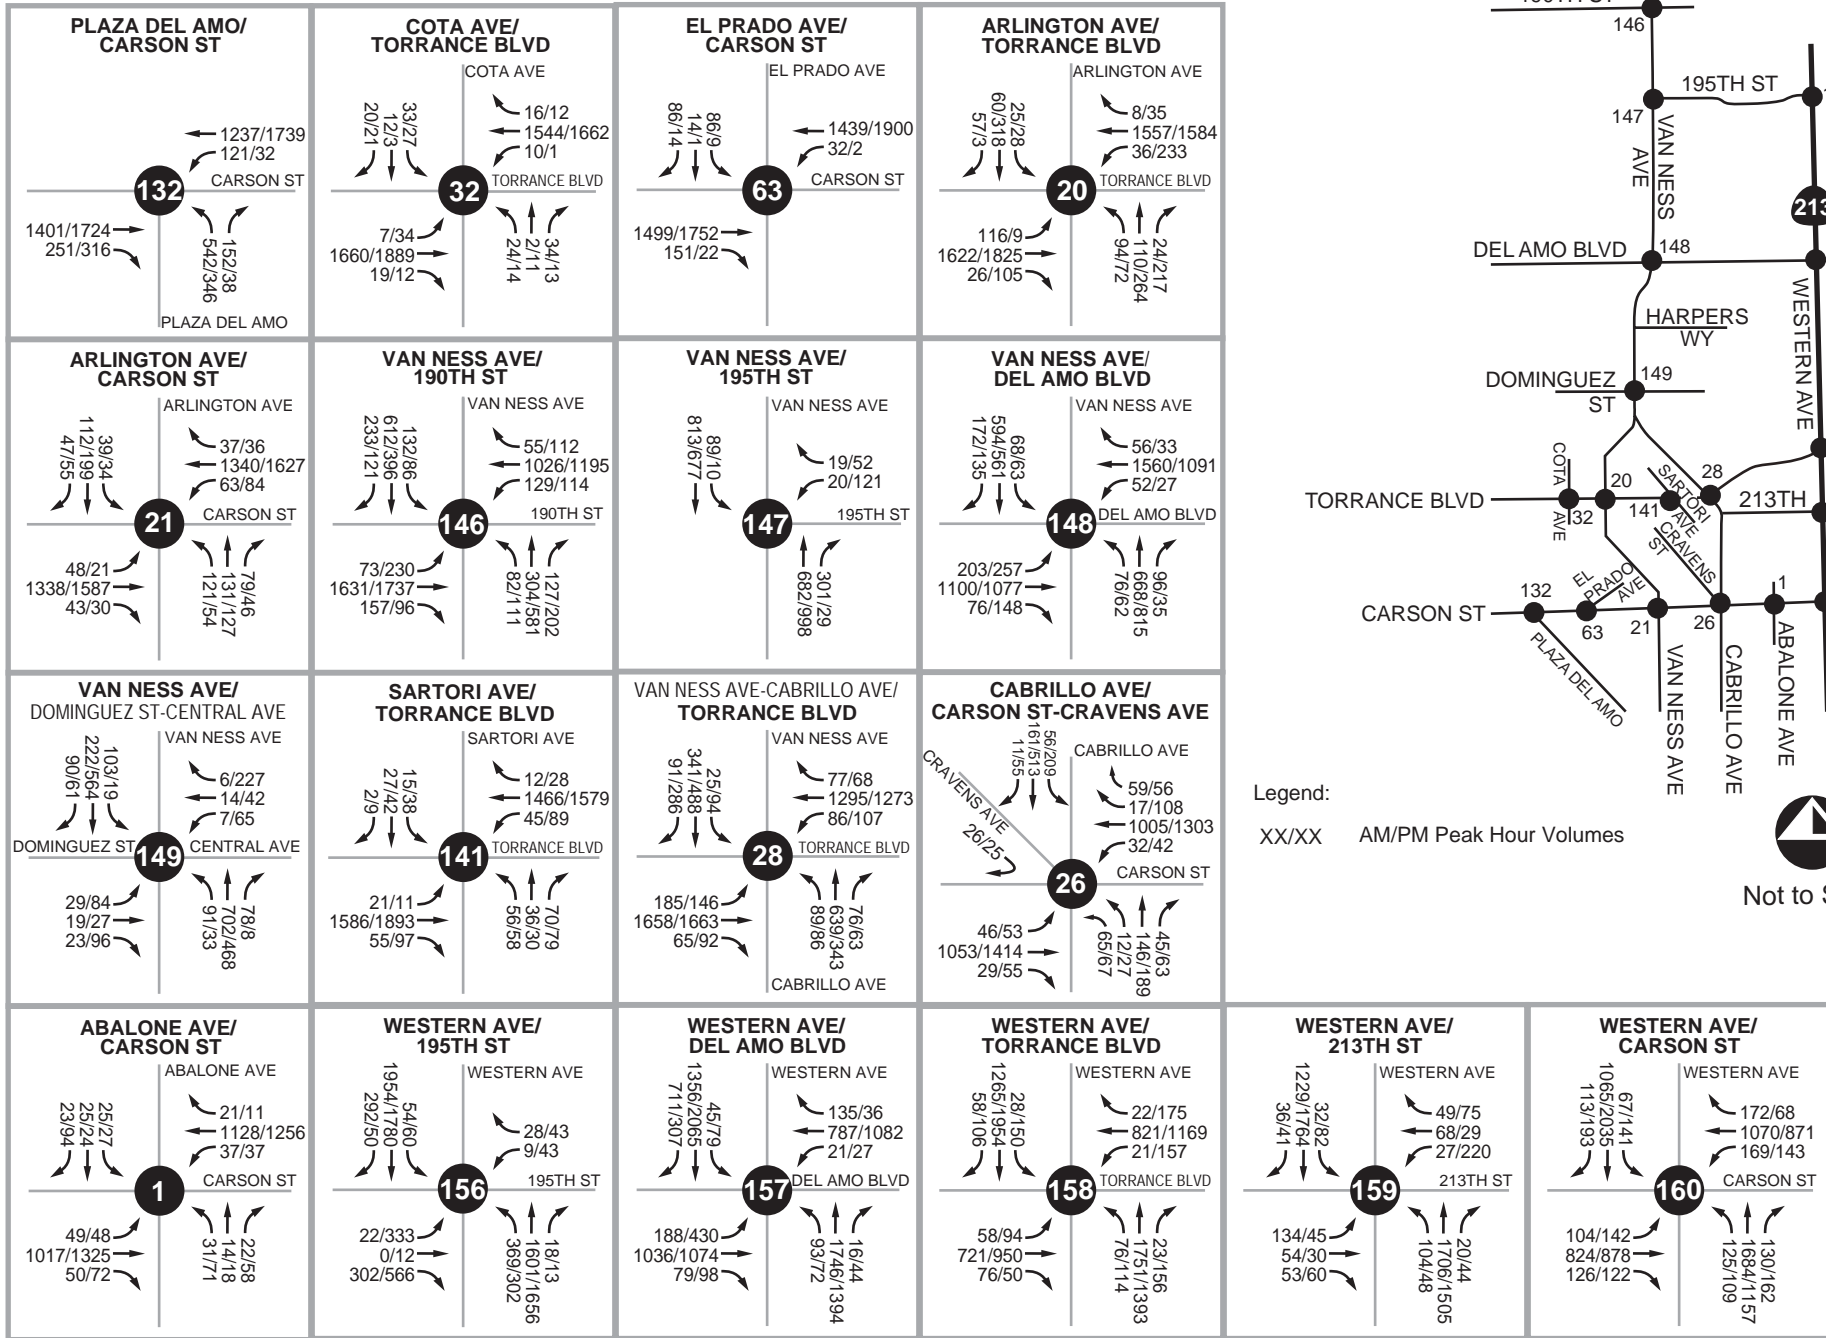 PLAZA DEL AMO/
CARSON ST
1237/1739
121/32
132
CARSON ST
1401/1724
251/316
542/346
152/38
PLAZA DEL AMO
COTA AVE/
TORRANCE BLVD
COTA AVE
20/21
12/3
33/27
16/12
1544/1662
10/1
32
TORRANCE BLVD
7/34
1660/1889
19/12
24/14
2/11
34/13
EL PRADO AVE/
CARSON ST
EL PRADO AVE
86/14
14/1
86/9
1439/1900
32/2
63
CARSON ST
1499/1752
151/22
ARLINGTON AVE/
TORRANCE BLVD
ARLINGTON AVE
57/3
60/318
25/28
8/35
1557/1584
36/233
20
TORRANCE BLVD
116/9
1622/1825
26/105
94/72
110/264
24/217
ARLINGTON AVE/
CARSON ST
ARLINGTON AVE
47/55
112/199
39/34
37/36
1340/1627
63/84
21
CARSON ST
48/21
1338/1587
43/30
121/54
131/127
79/46
VAN NESS AVE/
190TH ST
VAN NESS AVE
233/121
612/396
132/86
55/112
1026/1195
129/114
146
190TH ST
73/230
1631/1737
157/96
82/111
304/581
127/202
VAN NESS AVE/
195TH ST
VAN NESS AVE
813/677
89/10
19/52
20/121
147
195TH ST
682/998
301/29
VAN NESS AVE/
DEL AMO BLVD
VAN NESS AVE
172/135
594/561
68/63
56/33
1560/1091
52/27
148
DEL AMO BLVD
203/257
1100/1077
76/148
76/62
668/815
96/35
VAN NESS AVE/
DOMINGUEZ ST-CENTRAL AVE
VAN NESS AVE
90/61
222/564
103/19
6/227
14/42
7/65
DOMINGUEZ ST
149
CENTRAL AVE
29/84
19/27
23/96
91/33
702/468
78/8
SARTORI AVE/
TORRANCE BLVD
SARTORI AVE
2/9
27/42
15/38
12/28
1466/1579
45/89
141
TORRANCE BLVD
21/11
1586/1893
55/97
56/58
36/30
70/79
VAN NESS AVE-CABRILLO AVE/
TORRANCE BLVD
VAN NESS AVE
91/286
341/488
25/94
77/68
1295/1273
86/107
28
TORRANCE BLVD
185/146
1658/1663
65/92
89/86
639/343
76/63
CABRILLO AVE
CABRILLO AVE/
CARSON ST-CRAVENS AVE
CABRILLO AVE
CRAVENS AVE
11/55
161/513
56/209
59/56
17/108
1005/1303
32/42
26/25
26
CARSON ST
46/53
1053/1414
29/55
65/67
12/27
146/189
45/63
ABALONE AVE/
CARSON ST
ABALONE AVE
23/94
25/24
25/27
21/11
1128/1256
37/37
1
CARSON ST
49/48
1017/1325
50/72
31/71
14/18
22/58
WESTERN AVE/
195TH ST
WESTERN AVE
292/50
1954/1780
54/60
28/43
9/43
156
195TH ST
22/333
0/12
302/566
369/302
1601/1656
18/13
WESTERN AVE/
DEL AMO BLVD
WESTERN AVE
711/307
1356/2065
45/79
135/36
787/1082
21/27
157
DEL AMO BLVD
188/430
1036/1074
79/98
93/72
1746/1394
16/44
WESTERN AVE/
TORRANCE BLVD
WESTERN AVE
58/106
1265/1954
28/150
22/175
821/1169
21/157
158
TORRANCE BLVD
58/94
721/950
76/50
76/114
1751/1393
23/156
WESTERN AVE/
213TH ST
WESTERN AVE
36/41
1229/1764
32/82
49/75
68/29
27/220
159
213TH ST
134/45
54/30
53/60
104/48
1706/1505
20/44
WESTERN AVE/
CARSON ST
WESTERN AVE
113/193
1065/2035
67/141
172/68
1070/871
169/143
160
CARSON ST
104/142
824/878
126/122
125/109
1684/1157
130/162
146
195TH ST
147
VAN NESS
AVE
213
DEL AMO BLVD
148
WESTERN AVE
HARPERS
WY
DOMINGUEZ
ST
149
COTA
AVE
20
SARTORI
AVE
28
TORRANCE BLVD
32
141
213TH
CRAVENS
ST
EL
PRADO
AVE
132
1
CARSON ST
63
21
26
PLAZA DEL AMO
VAN NESS AVE
CABRILLO AVE
ABALONE AVE
Legend:
XX/XX AM/PM Peak Hour Volumes
Not to